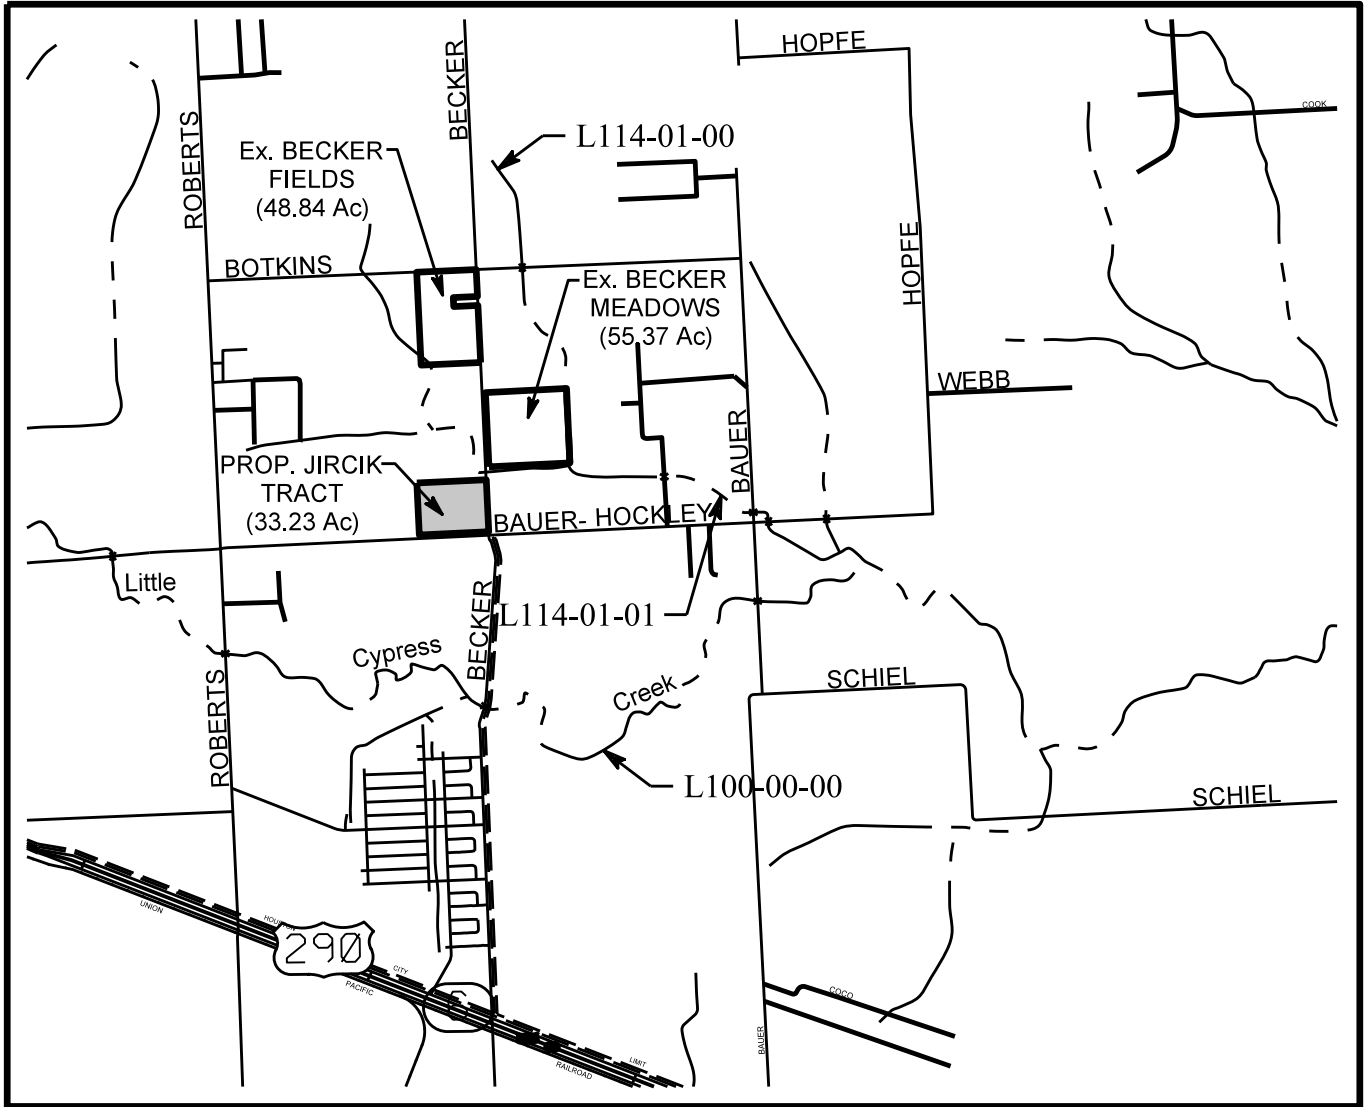 HOPFE
BECKER
COOK
ROBERTS
L114-01-00
Ex. BECKER
FIELDS
(48.84 Ac)
HOPFE
BOTKINS
Ex. BECKER
MEADOWS
(55.37 Ac)
WEBB
BAUER
PROP. JIRCIK
TRACT
(33.23 Ac)
BAUER- HOCKLEY
Little
L114-01-01
BECKER
Cypress
Creek
SCHIEL
ROBERTS
L100-00-00
SCHIEL
UNION
HOUSTON
290
CITY
PACIFIC
COCO
BAUER
LIMIT
RAILROAD